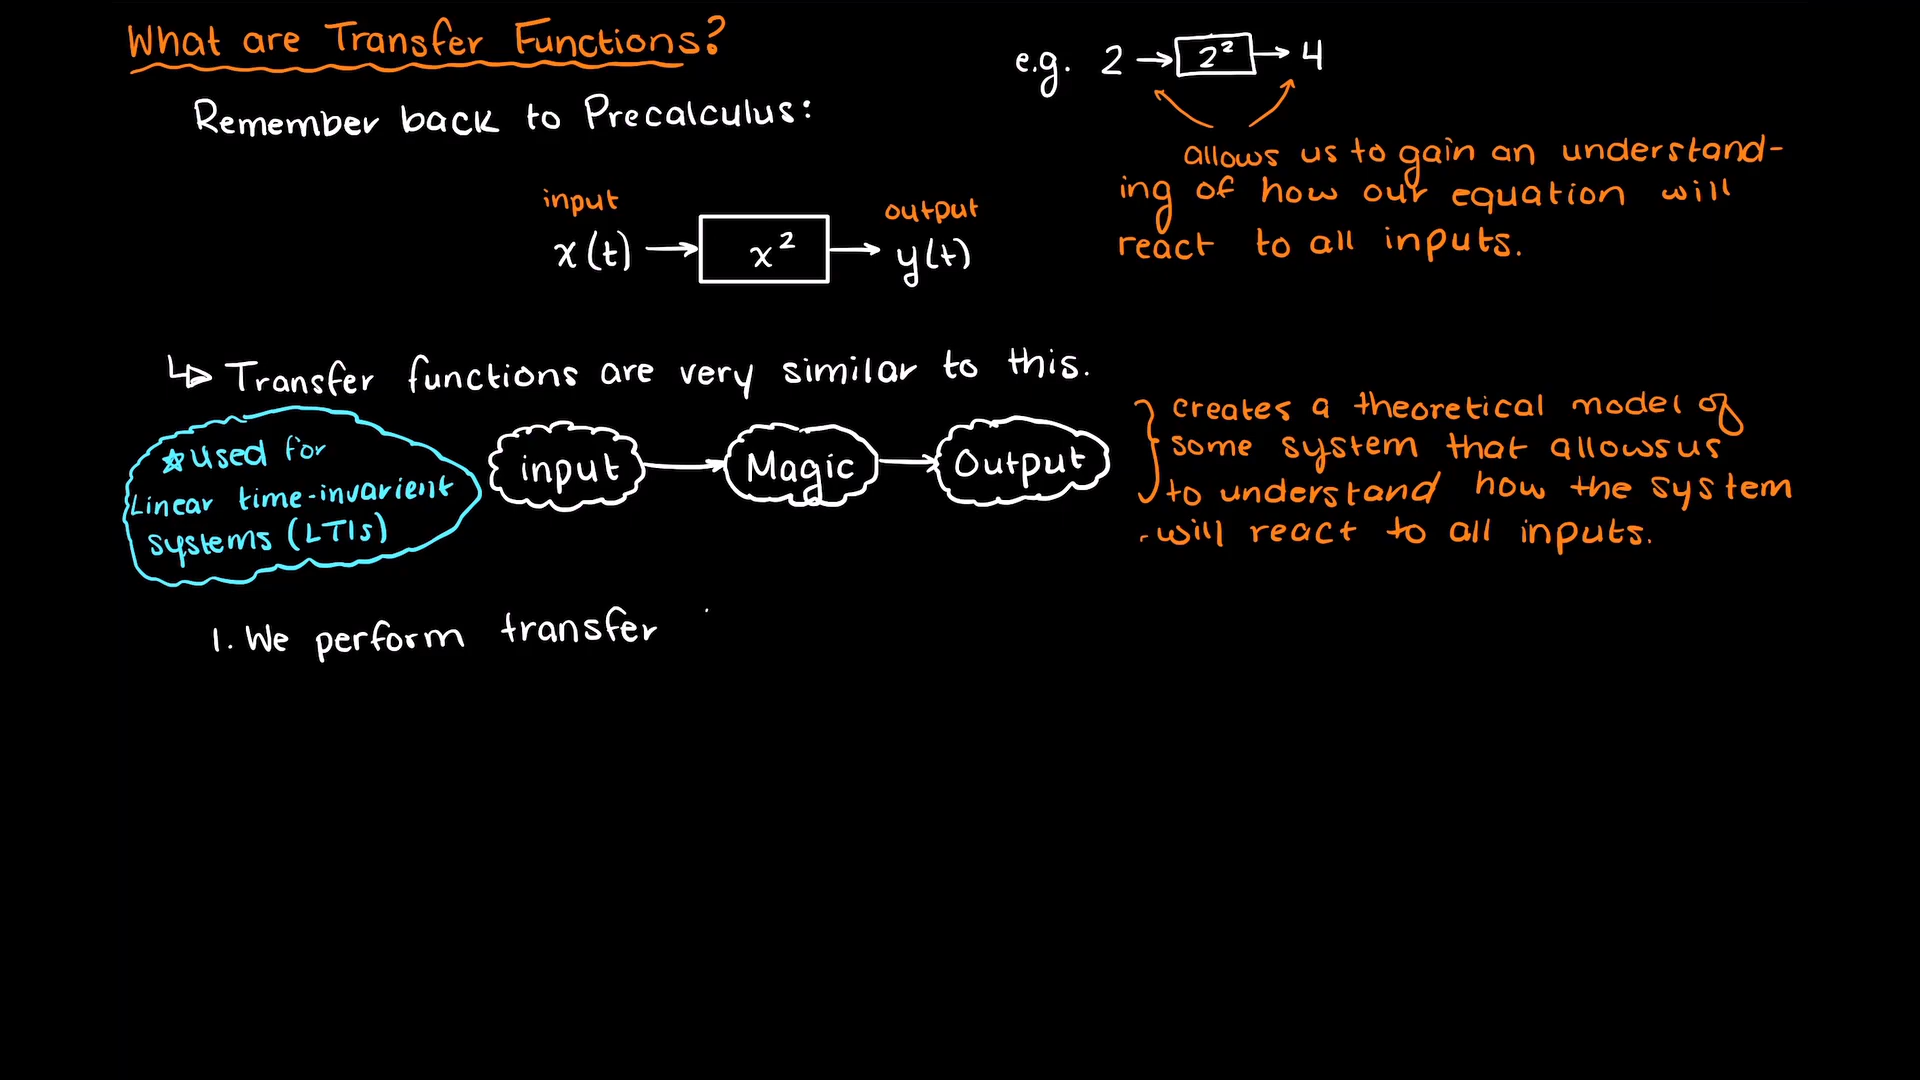 What are Transfer Functions?
e.g. 2 → 2² → 4
Remember back to Precalculus:
allows us to gain an understand-
ing of how our equation will
react to all inputs.
input
output
x(t) → x² → y(t)
↳ Transfer functions are very similar to this.
☆ Used for
Linear time-invarient
systems (LTIs)
input → Magic → Output
creates a theoretical model of
some system that allows us
to understand how the system
will react to all inputs.
1. We perform transfer